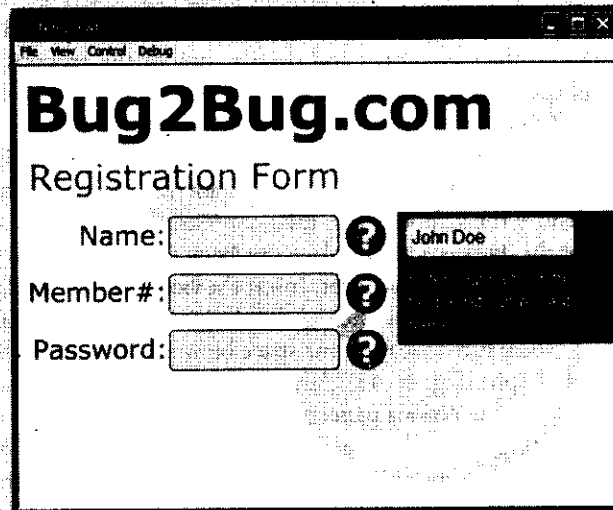 File View Control Debug
Bug2Bug.com
Registration Form
Name: ? John Doe
Member#: ?
Password: ?